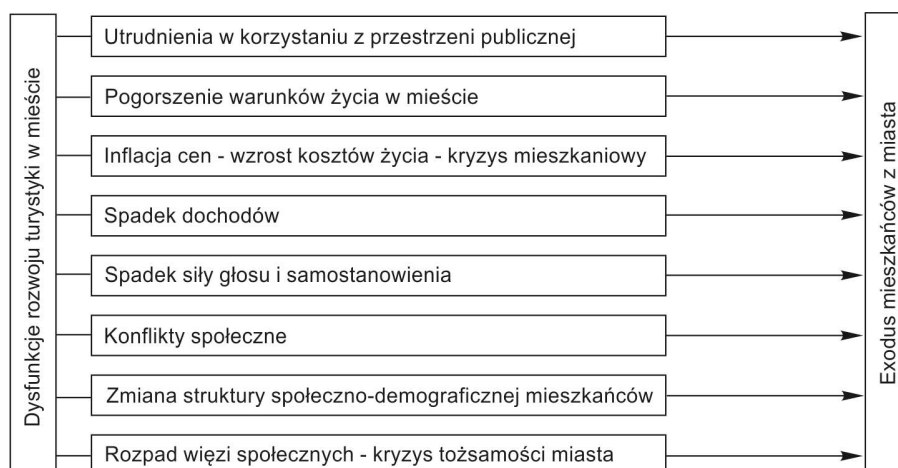 Dysfunkcje rozwoju turystyki w mieście
Utrudnienia w korzystaniu z przestrzeni publicznej
Pogorszenie warunków życia w mieście
Inflacja cen - wzrost kosztów życia - kryzys mieszkaniowy
Spadek dochodów
Spadek siły głosu i samostanowienia
Konflikty społeczne
Zmiana struktury społeczno-demograficznej mieszkańców
Rozpad więzi społecznych - kryzys tożsamości miasta
Exodus mieszkańców z miasta